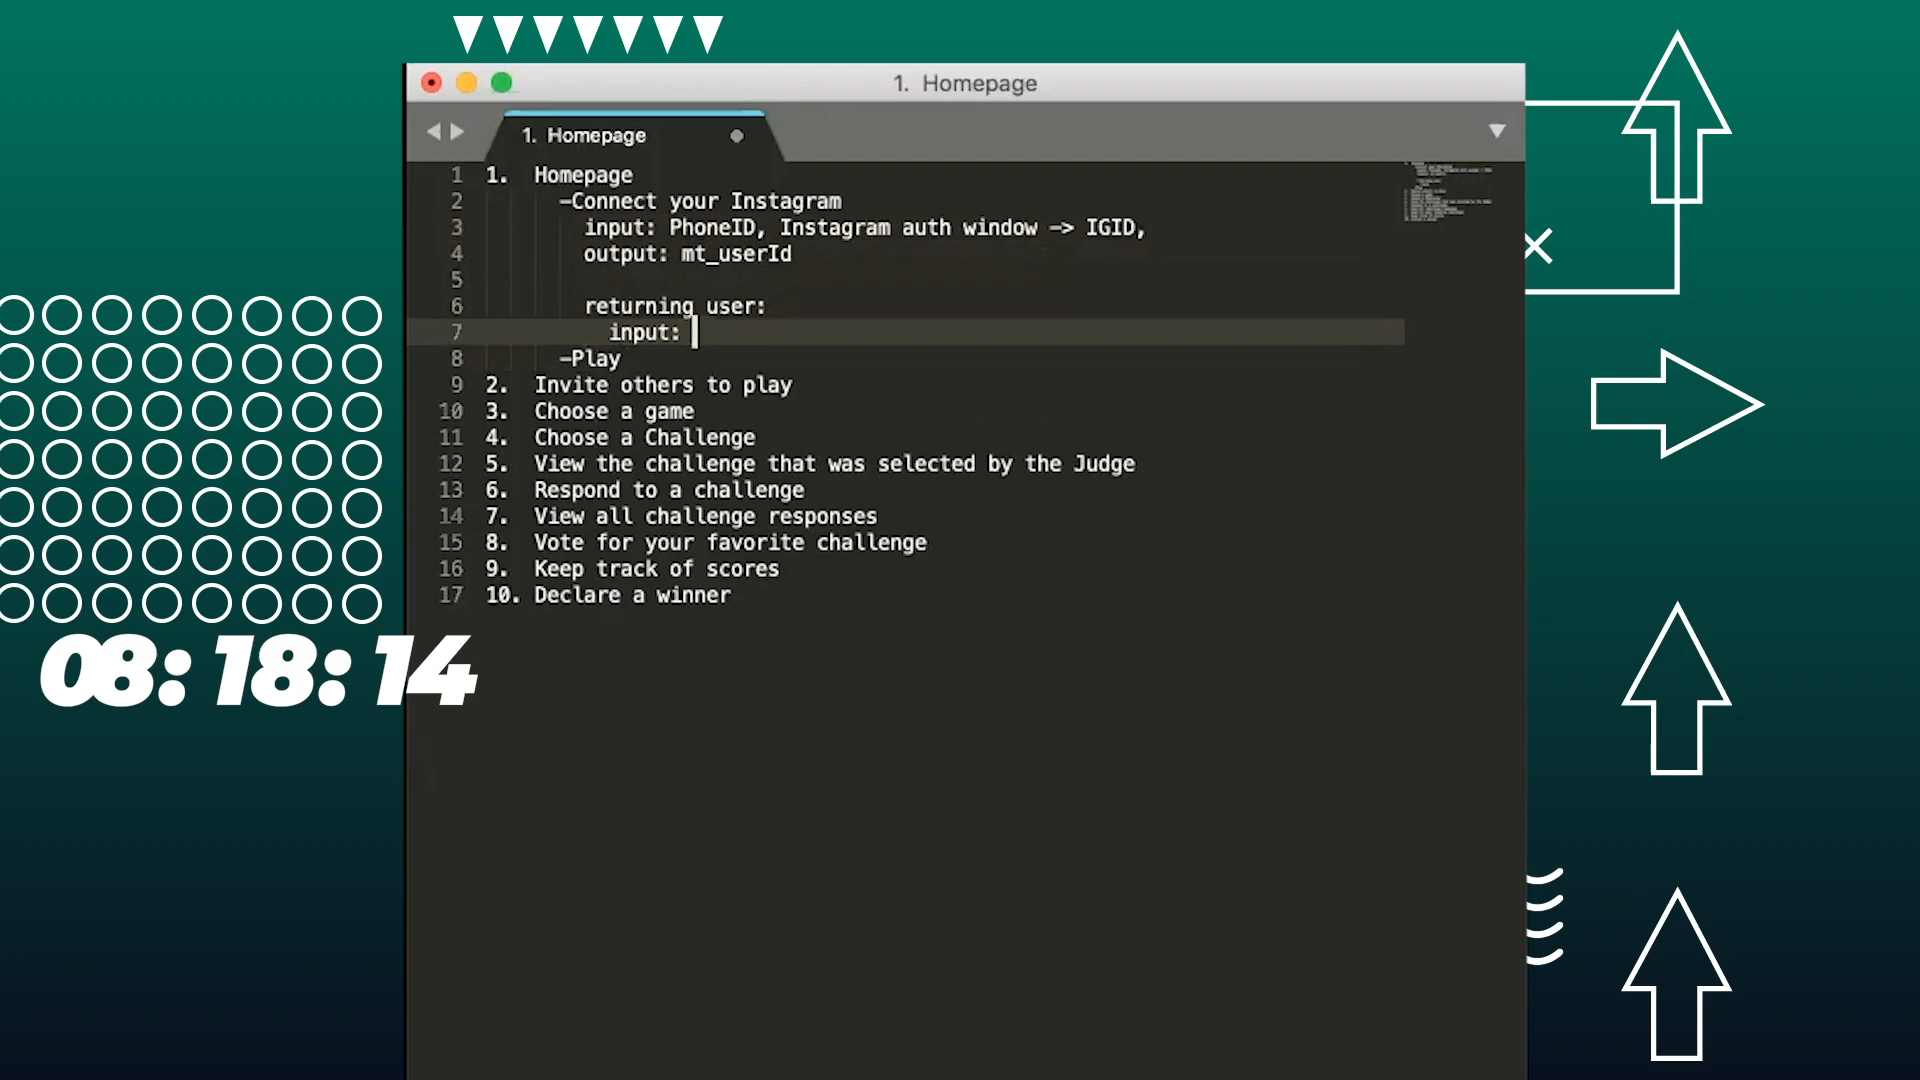 1. Homepage
1. Homepage
1 1. Homepage
2 -Connect your Instagram
3 input: PhoneID, Instagram auth window -> IGID,
4 output: mt_userId
5
6 returning user:
7 input:
8 -Play
9 2. Invite others to play
10 3. Choose a game
11 4. Choose a Challenge
12 5. View the challenge that was selected by the Judge
13 6. Respond to a challenge
14 7. View all challenge responses
15 8. Vote for your favorite challenge
16 9. Keep track of scores
17 10. Declare a winner
08: 18: 14